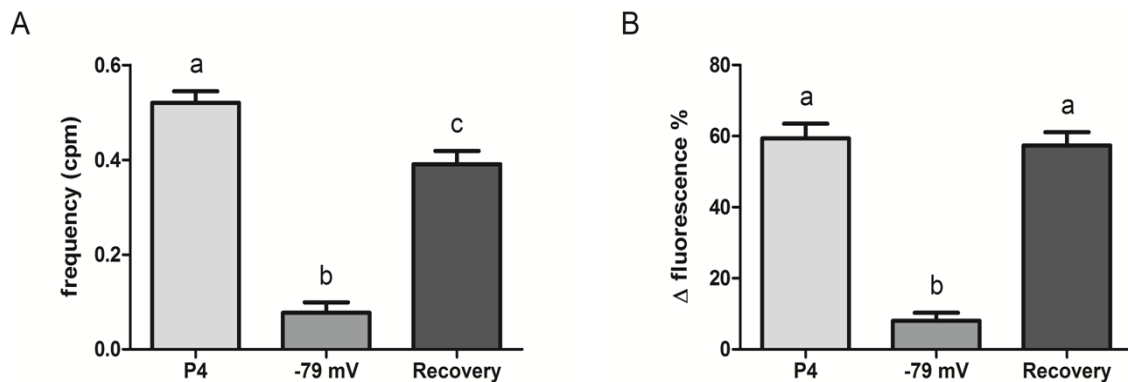 A
frequency (cpm)
0.6
0.4
0.2
0.0
a
b
c
P4 -79 mV Recovery
B
Δ fluorescence %
80
60
40
20
0
a
b
a
P4 -79 mV Recovery